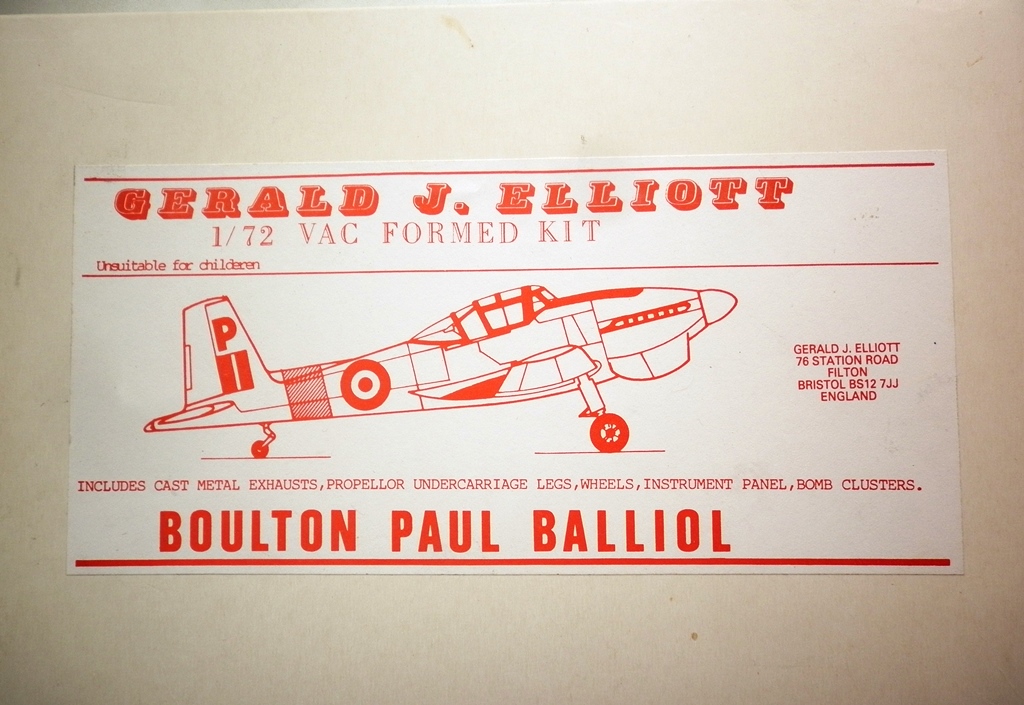 GERALD J. ELLIOTT
1/72 VAC FORMED KIT
Unsuitable for childeren
P
GERALD J. ELLIOTT
76 STATION ROAD
FILTON
BRISTOL BS12 7JJ
ENGLAND
INCLUDES CAST METAL EXHAUSTS,PROPELLOR UNDERCARRIAGE LEGS,WHEELS,INSTRUMENT PANEL,BOMB CLUSTERS.
BOULTON PAUL BALLIOL